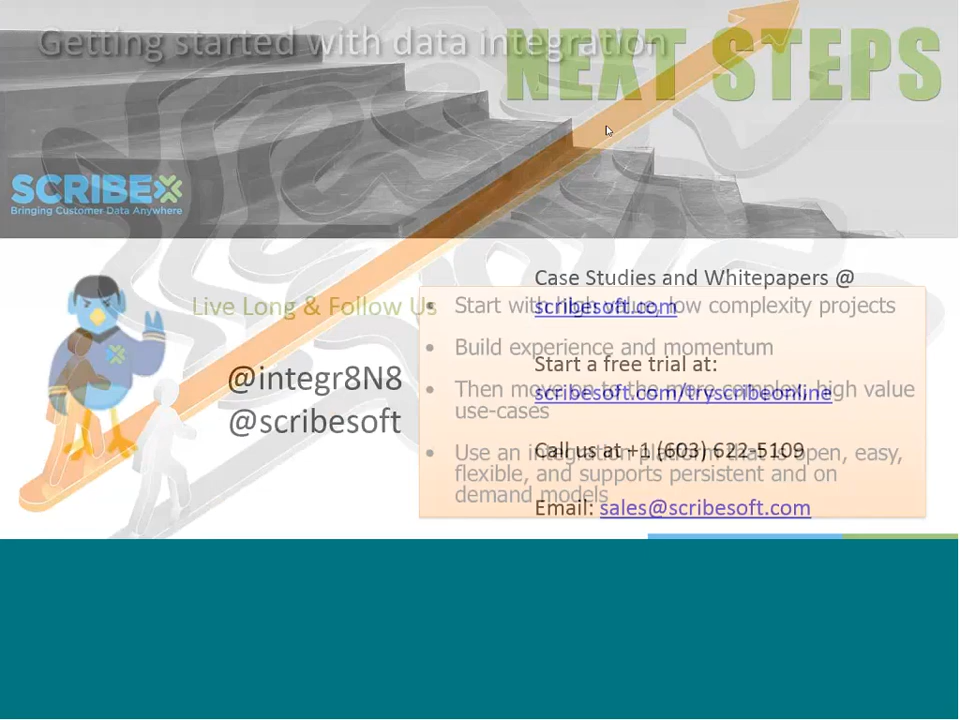 Getting started with data integration
NEXT STEPS
SCRIBE
Bringing Customer Data Anywhere
Live Long & Follow Us
@integr8N8
@scribesoft
Case Studies and Whitepapers @
scribesoft.com
Start a free trial at:
scribesoft.com/tryscribeonline
Call us at +1 (603) 622-5109
Email: sales@scribesoft.com
• Start with high value, low complexity projects
• Build experience and momentum
• Then move on to the more complex, high value
use-cases
• Use an integration platform that is open, easy,
flexible, and supports persistent and on
demand models